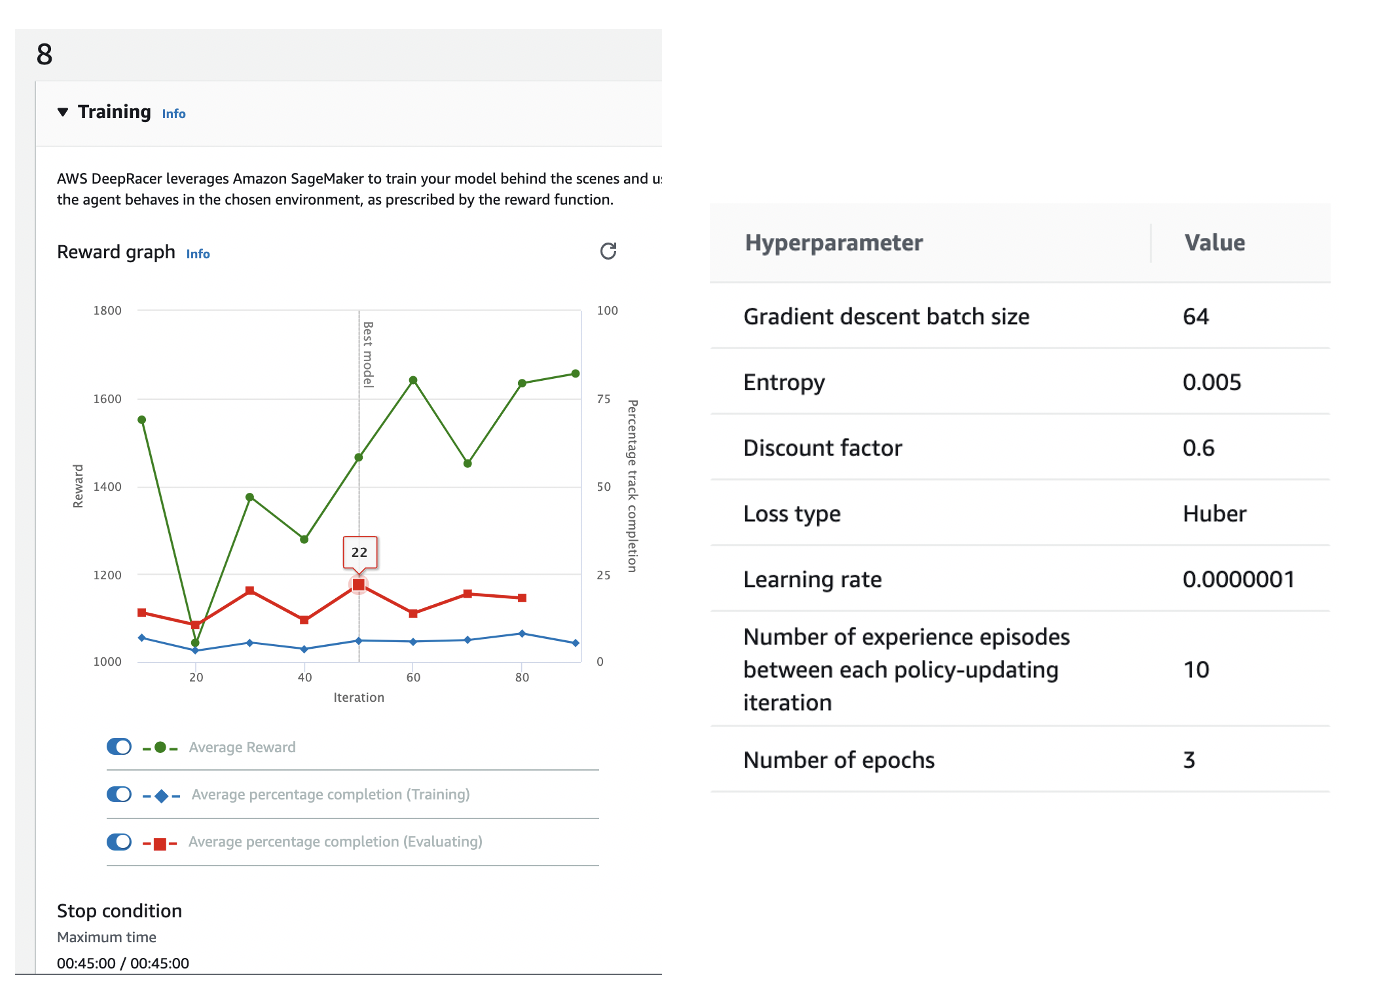 8
Training Info
AWS DeepRacer leverages Amazon SageMaker to train your model behind the scenes and u
the agent behaves in the chosen environment, as prescribed by the reward function.
Reward graph Info
1800
1600
1400
1200
1000
Reward
100
75
50
25
0
Percentage track completion
Best model
22
20 40 60 80
Iteration
Average Reward
Average percentage completion (Training)
Average percentage completion (Evaluating)
Stop condition
Maximum time
00:45:00 / 00:45:00
Hyperparameter Value
Gradient descent batch size 64
Entropy 0.005
Discount factor 0.6
Loss type Huber
Learning rate 0.0000001
Number of experience episodes
between each policy-updating 10
iteration
Number of epochs 3